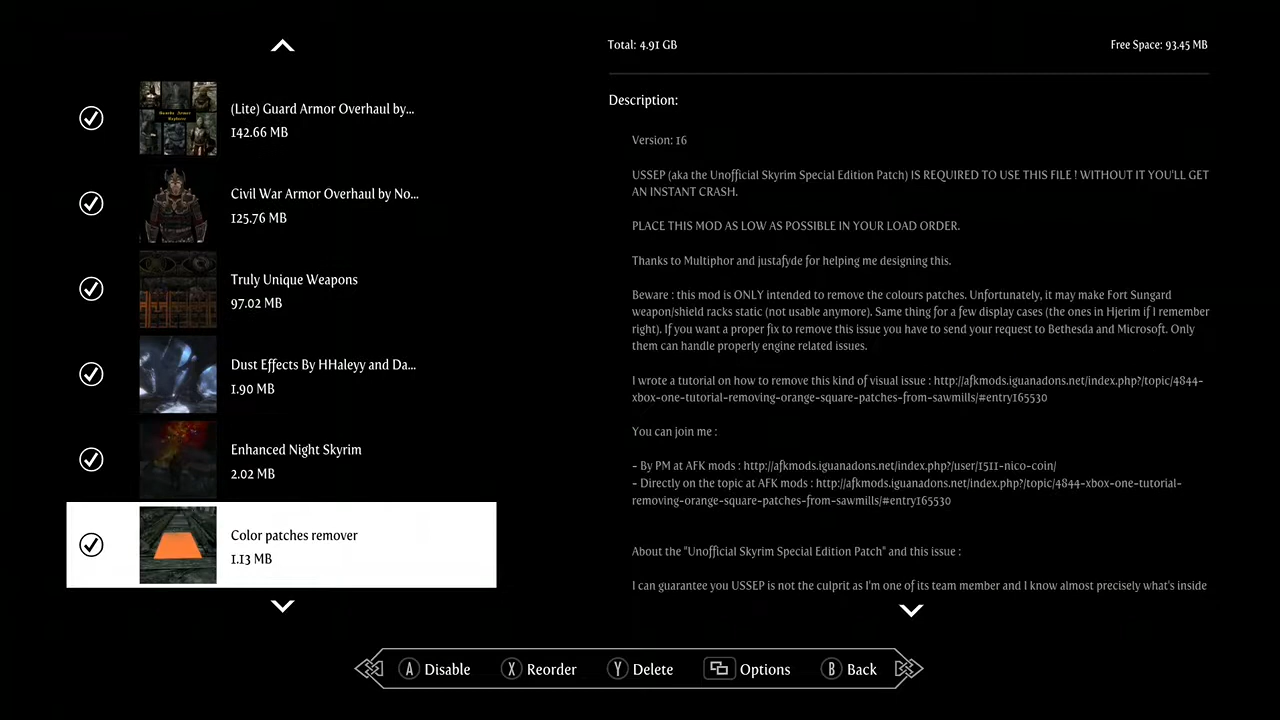 Total: 4.91 GB
Free Space: 93.45 MB
(Lite) Guard Armor Overhaul by...
142.66 MB
Civil War Armor Overhaul by No...
125.76 MB
Truly Unique Weapons
97.02 MB
Dust Effects By HHaleyy and Da...
1.90 MB
Enhanced Night Skyrim
2.02 MB
Color patches remover
1.13 MB
Description:
Version: 16
USSEP (aka the Unofficial Skyrim Special Edition Patch) IS REQUIRED TO USE THIS FILE ! WITHOUT IT YOU'LL GET
AN INSTANT CRASH.
PLACE THIS MOD AS LOW AS POSSIBLE IN YOUR LOAD ORDER.
Thanks to Multiphor and justafyde for helping me designing this.
Beware : this mod is ONLY intended to remove the colours patches. Unfortunately, it may make Fort Sungard
weapon/shield racks static (not usable anymore). Same thing for a few display cases (the ones in Hjerim if I remember
right). If you want a proper fix to remove this issue you have to send your request to Bethesda and Microsoft. Only
them can handle properly engine related issues.
I wrote a tutorial on how to remove this kind of visual issue : http://afkmods.iguanadons.net/index.php?/topic/4844-
xbox-one-tutorial-removing-orange-square-patches-from-sawmills/#entry165530
You can join me :
- By PM at AFK mods : http://afkmods.iguanadons.net/index.php?/user/1511-nico-coin/
- Directly on the topic at AFK mods : http://afkmods.iguanadons.net/index.php?/topic/4844-xbox-one-tutorial-
removing-orange-square-patches-from-sawmills/#entry165530
About the "Unofficial Skyrim Special Edition Patch" and this issue :
I can guarantee you USSEP is not the culprit as I'm one of its team member and I know almost precisely what's inside
A Disable
X Reorder
Y Delete
Options
B Back